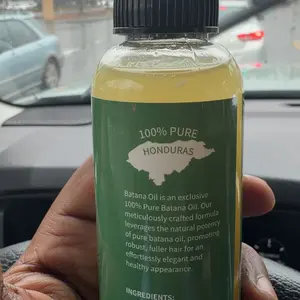 100% PURE
HONDURAS
Batana Oil is an exclusive
100% Pure Batana Oil. Our
meticulously crafted formula
leverages the natural potency
of pure batana oil, promoting
robust, fuller hair for an
effortlessly elegant and
healthy appearance.
INGREDIENTS: